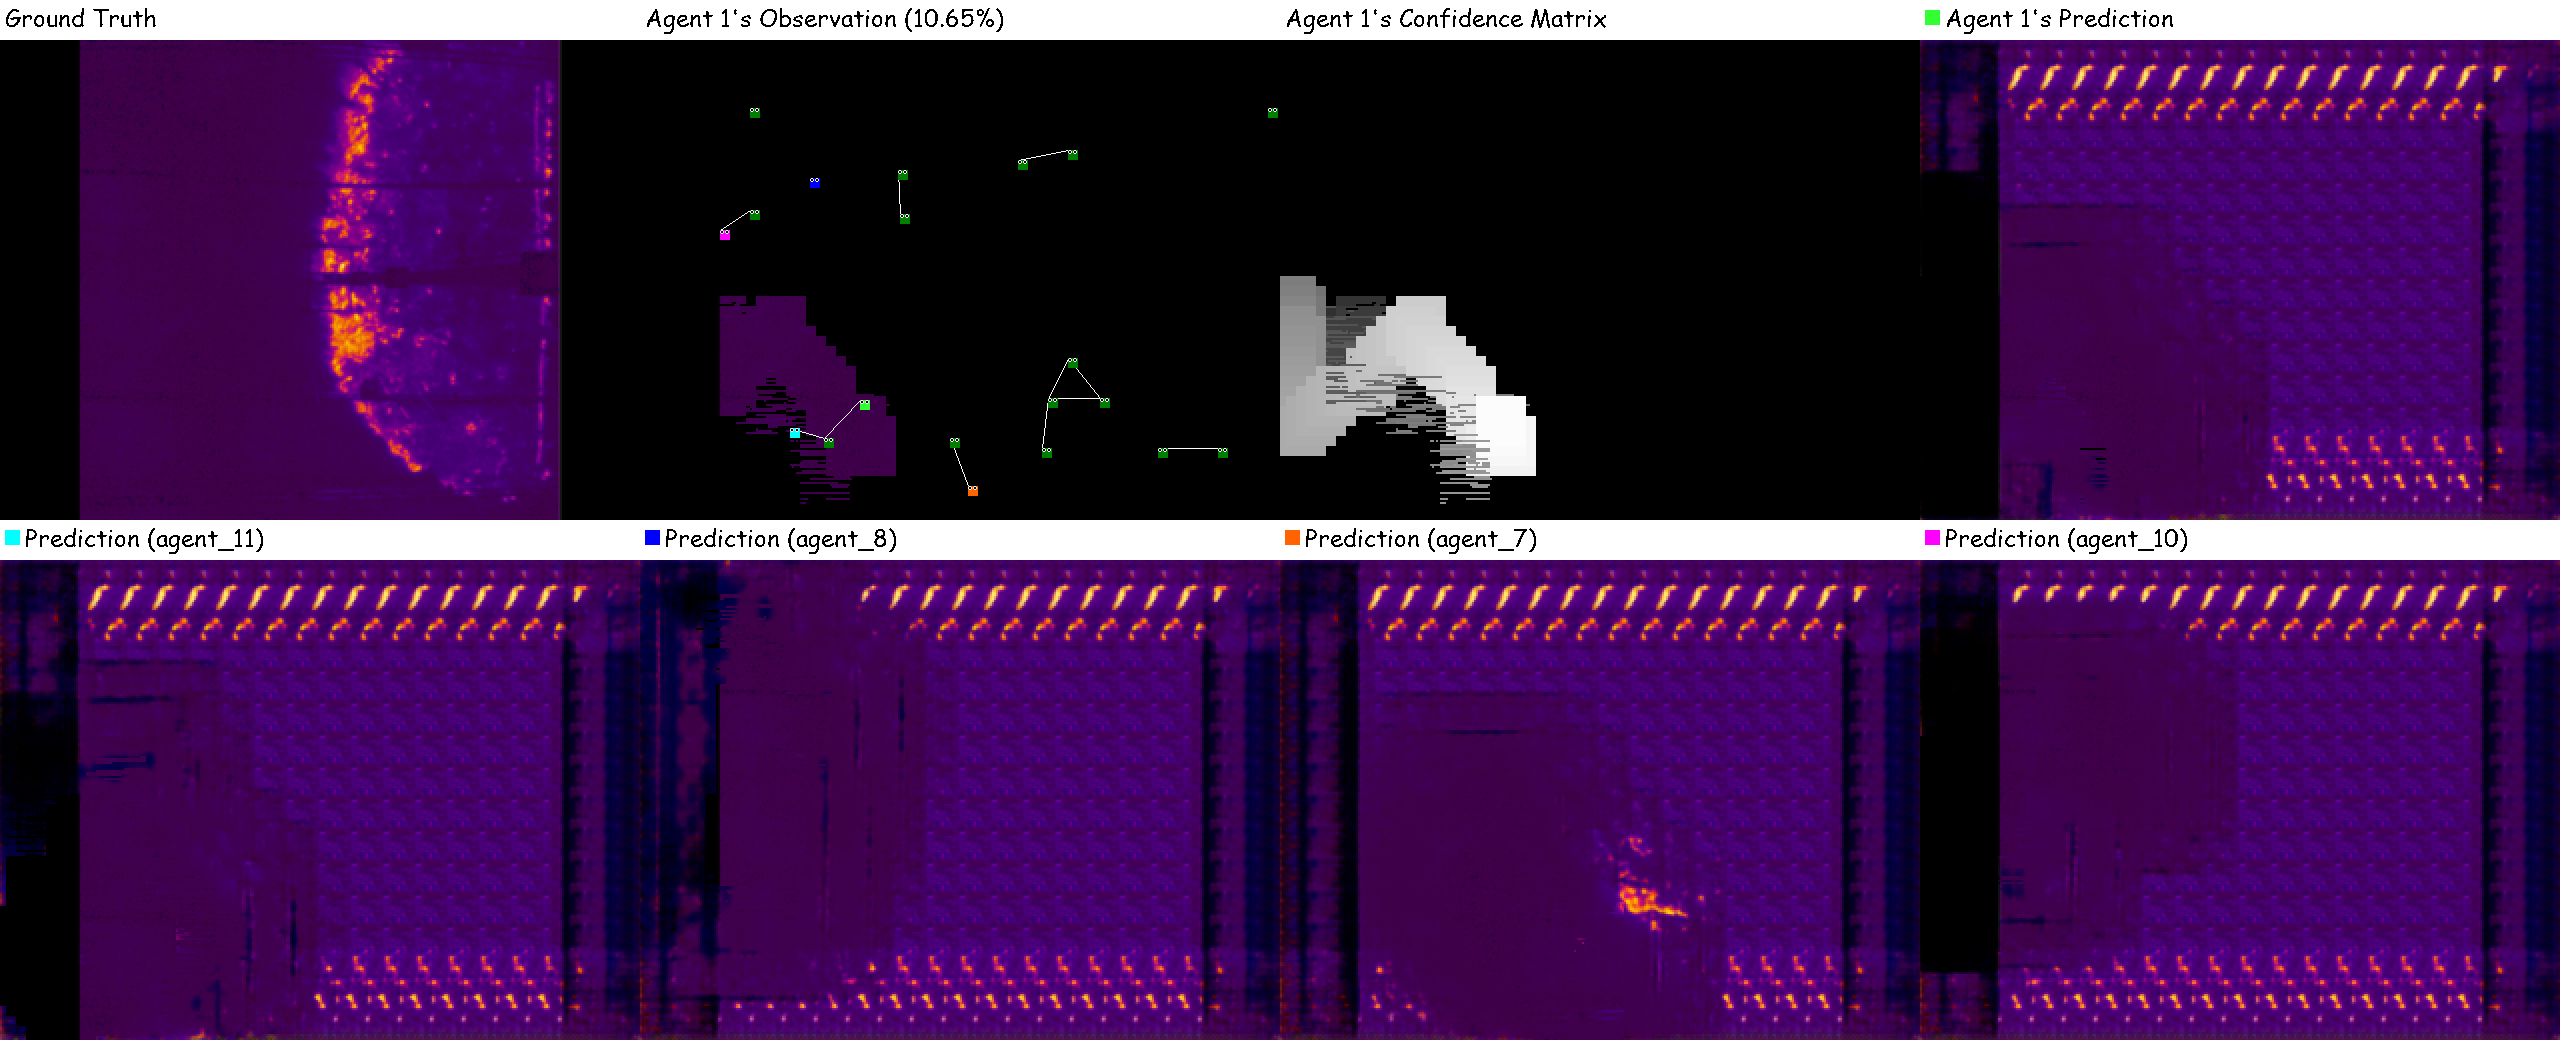 Ground Truth
Agent 1's Observation (10.65%)
Agent 1's Confidence Matrix
Agent 1's Prediction
Prediction (agent_11)
Prediction (agent_8)
Prediction (agent_7)
Prediction (agent_10)